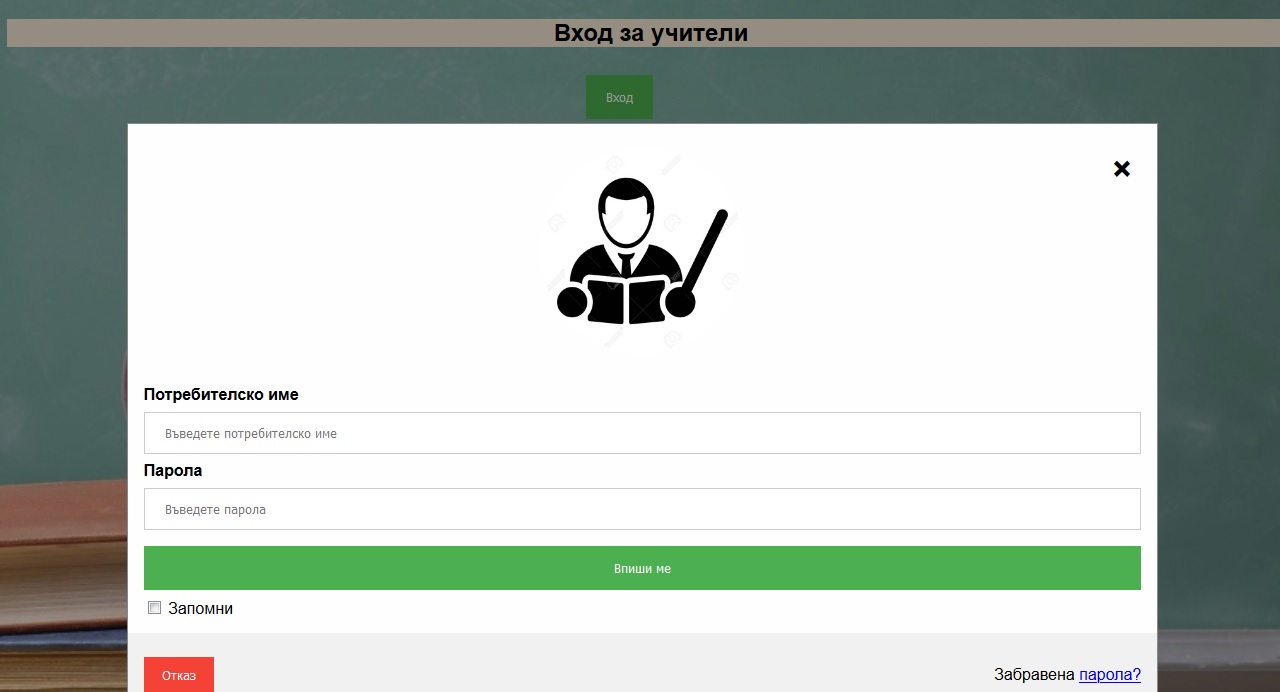 Вход за учители
Вход
×
Потребителско име
Въведете потребителско име
Парола
Въведете парола
Впиши ме
Запомни
Отказ
Забравена парола?